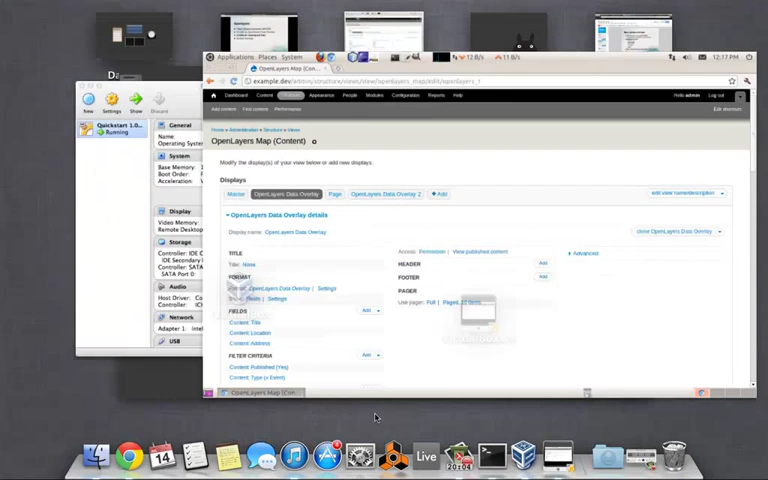 Applications Places System
12 B/s
11 B/s
12:17 PM
OpenLayers Map (Con...
example.dev/admin/structure/views/view/openlayers_map/edit/openlayers_1
Dashboard Content Structure Appearance People Modules Configuration Reports Help
Hello admin Log out
Add content Find content Performance
Edit shortcuts
Home » Administration » Structure » Views
OpenLayers Map (Content)
Modify the display(s) of your view below or add new displays.
Displays
Master OpenLayers Data Overlay Page OpenLayers Data Overlay 2 Add
edit view name/description
OpenLayers Data Overlay details
Display name: OpenLayers Data Overlay
clone OpenLayers Data Overlay
TITLE
Title: None
FORMAT
Format: OpenLayers Data Overlay | Settings
Show: Fields | Settings
FIELDS
Add
Content: Title
Content: Location
Content: Address
FILTER CRITERIA
Add
Content: Published (Yes)
Content: Type (= Event)
Access: Permission | View published content
HEADER
Add
FOOTER
Add
PAGER
Use pager: Full | Paged, 10 items
Advanced
OpenLayers Map (Con
New Settings Show Discard
Quickstart 1.0...
Running
General
Name:
Operating Syste
System
Base Memory:
Boot Order:
Acceleration:
Display
Video Memory:
Remote Desktop
Storage
Controller: IDE C
IDE Secondary
Controller: SATA
SATA Port 0:
Audio
Host Driver:
Controller:
Network
Adapter 1: Intel
USB
14
4
Live
20:04